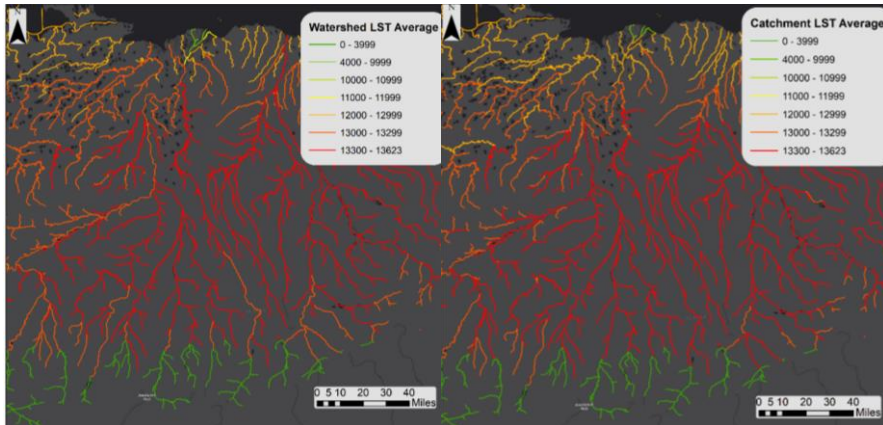 N
Watershed LST Average
0 - 3999
4000 - 9999
10000 - 10999
11000 - 11999
12000 - 12999
13000 - 13299
13300 - 13623
0 5 10 20 30 40
Miles
N
Catchment LST Average
0 - 3999
4000 - 9999
10000 - 10999
11000 - 11999
12000 - 12999
13000 - 13299
13300 - 13623
0 5 10 20 30 40
Miles